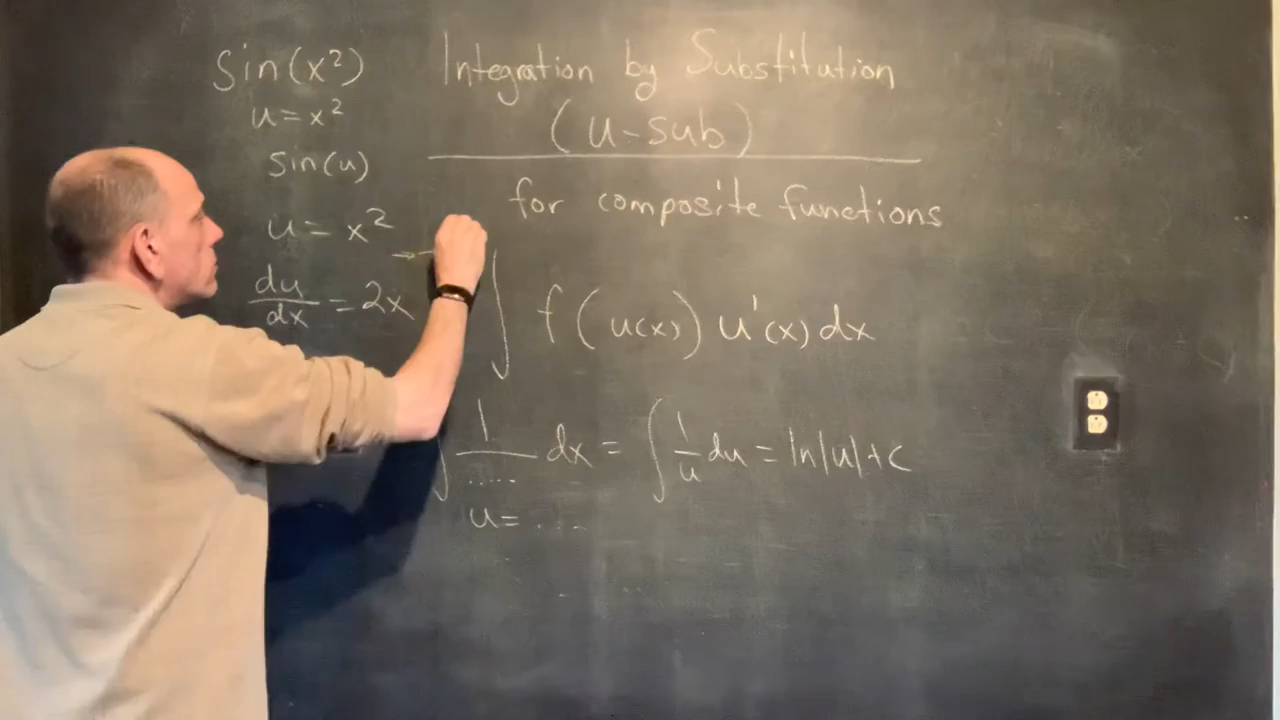 Integration by Substitution
(u-sub)
for composite functions
∫ f(u(x)) u'(x) dx
∫ 1/..... dx = ∫ 1/u du = ln|u|+c
u= ....
sin(x²)
u=x²
sin(u)
u=x²
du/dx = 2x
→